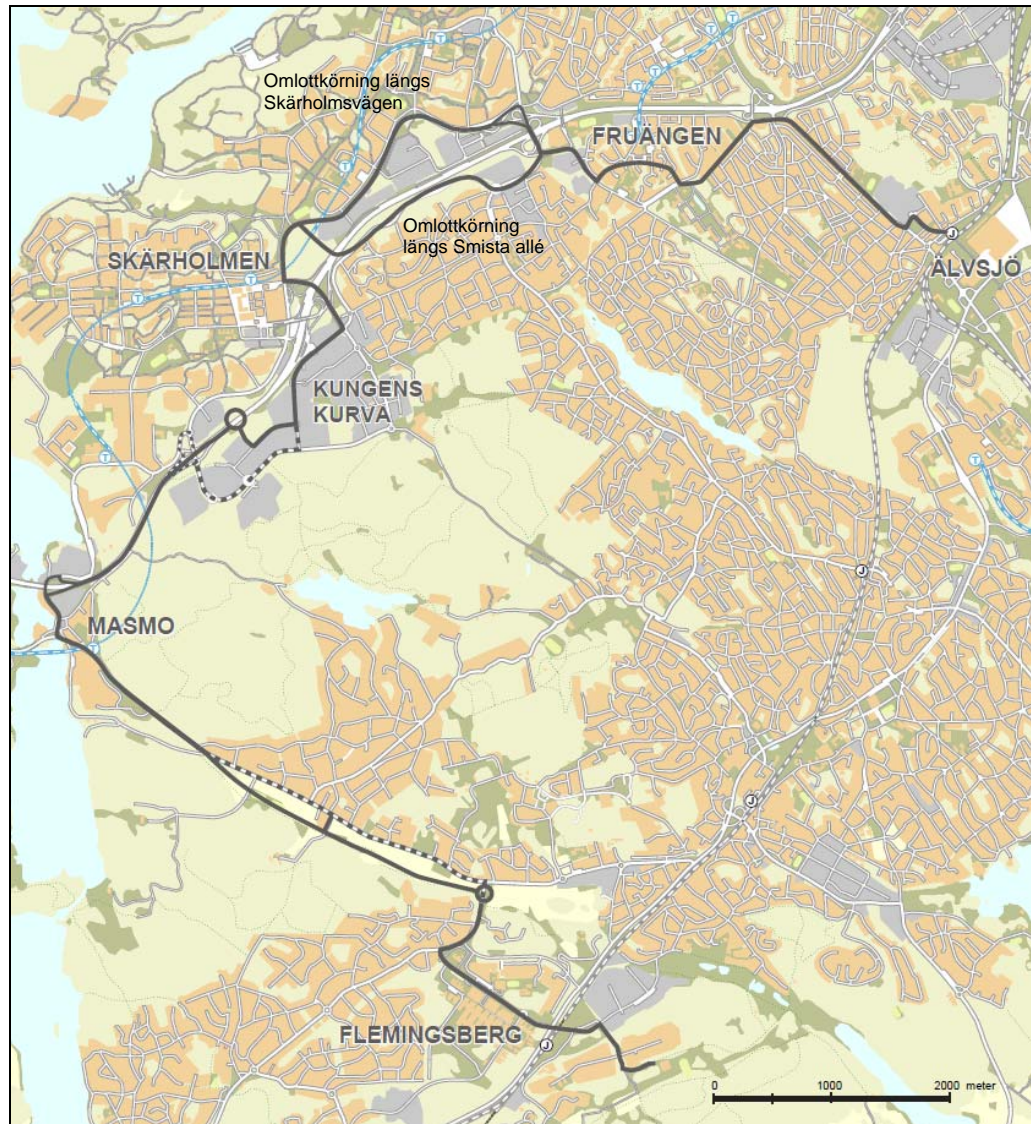 Omlottkörning längs
Skärholmsvägen
FRUÄNGEN
Omlottkörning
längs Smista allé
SKÄRHOLMEN
ÄLVSJÖ
KUNGENS
KURVA
MASMO
FLEMINGSBERG
0 1000 2000 meter
T
T
T
T
T
T
T
T
T
T
J
J
J
J